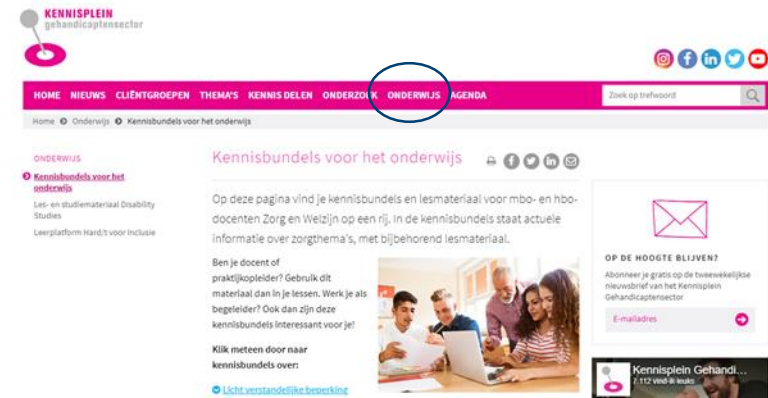 KENNISPLEIN
gehandicaptensector
HOME NIEUWS CLIËNTGROEPEN THEMA'S KENNIS DELEN ONDERZOEK ONDERWIJS AGENDA
Zoek op trefwoord
Home Onderwijs Kennisbundels voor het onderwijs
ONDERWIJS
Kennisbundels voor het
onderwijs
Les- en studiemateriaal Disability
Studies
Leerplatform Hard/t voor Inclusie
Kennisbundels voor het onderwijs
Op deze pagina vind je kennisbundels en lesmateriaal voor mbo- en hbo-
docenten Zorg en Welzijn op een rij. In de kennisbundels staat actuele
informatie over zorgthema's, met bijbehorend lesmateriaal.
Ben je docent of
praktijkopleider? Gebruik dit
materiaal dan in je lessen. Werk je als
begeleider? Ook dan zijn deze
kennisbundels interessant voor je!
Klik meteen door naar
kennisbundels over:
Licht verstandelijke beperking
OP DE HOOGTE BLIJVEN?
Abonneer je gratis op de tweewekelijkse
nieuwsbrief van het Kennisplein
Gehandicaptensector
E-mailadres
Kennisplein Gehandi...
7.112 vind-ik-leuks